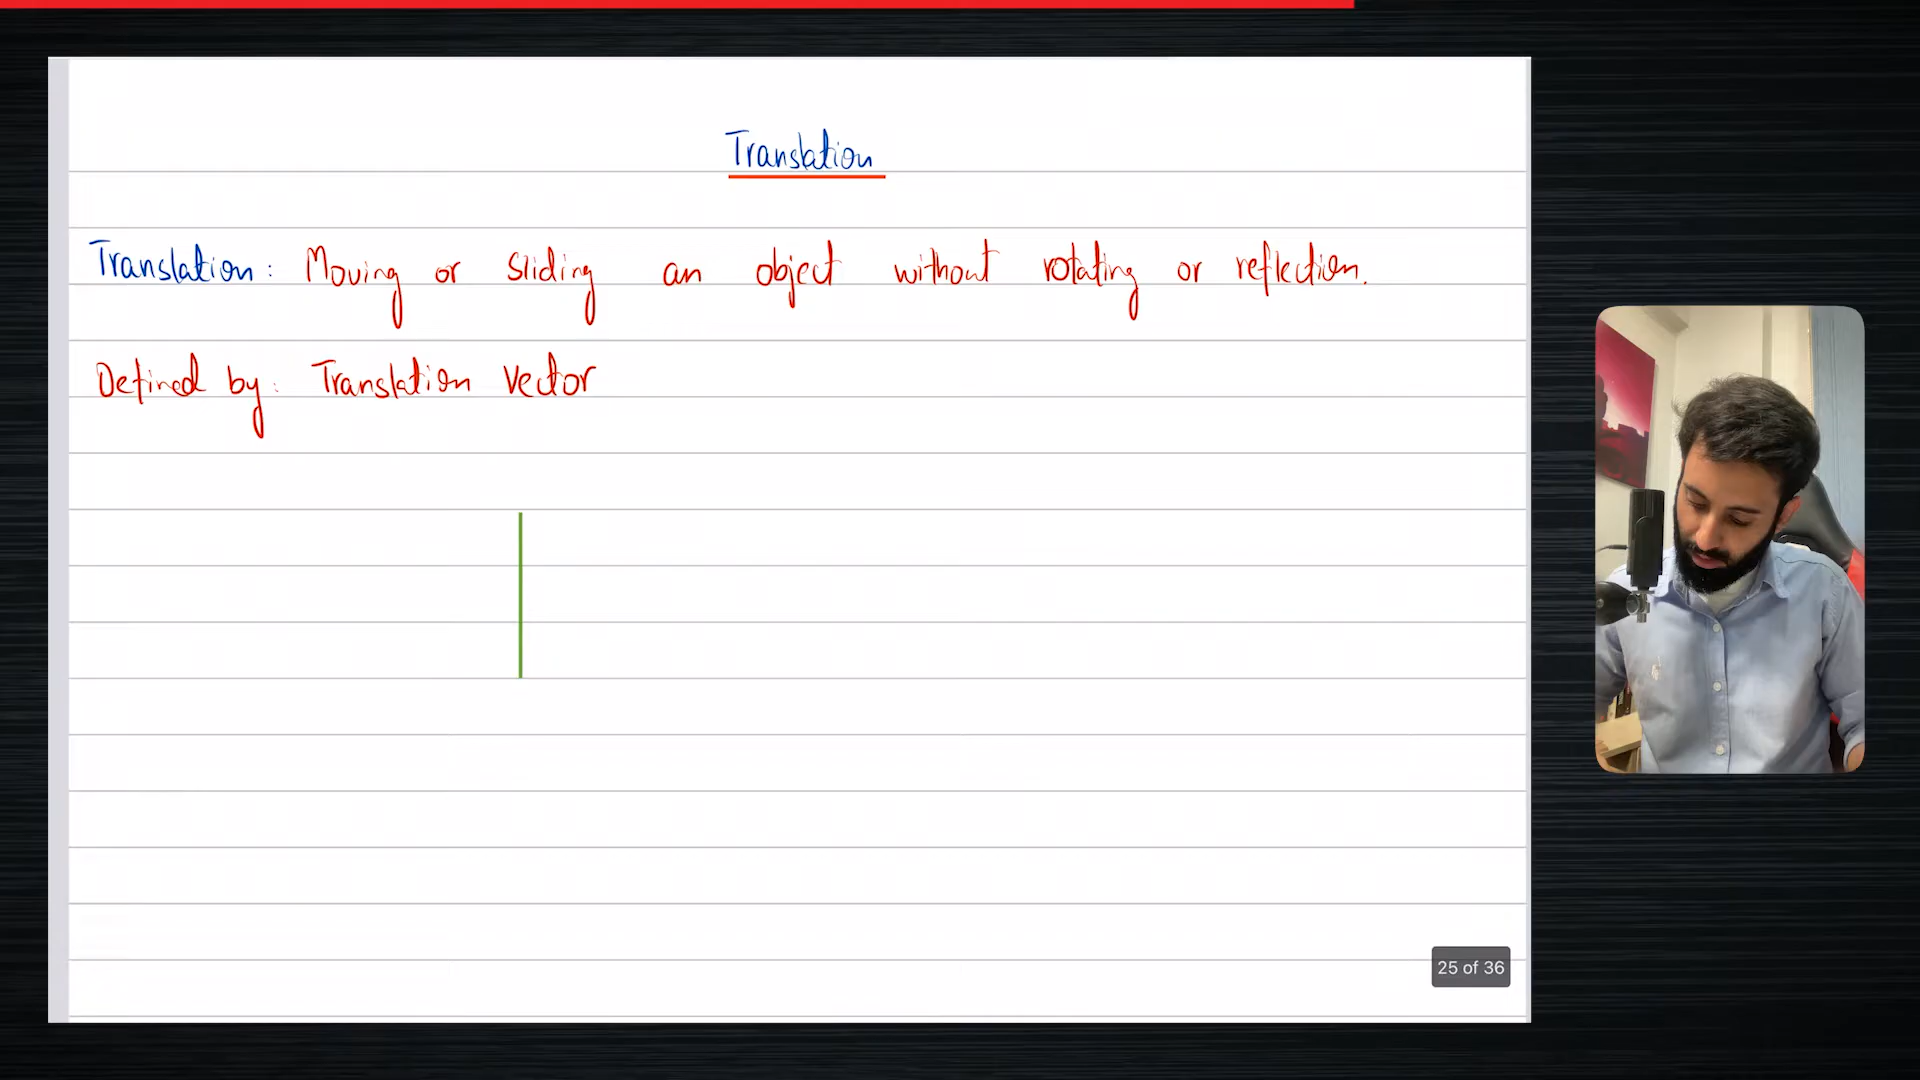 Translation
Translation: Moving or sliding an object without rotating or reflection.
Defined by: Translation Vector
25 of 36